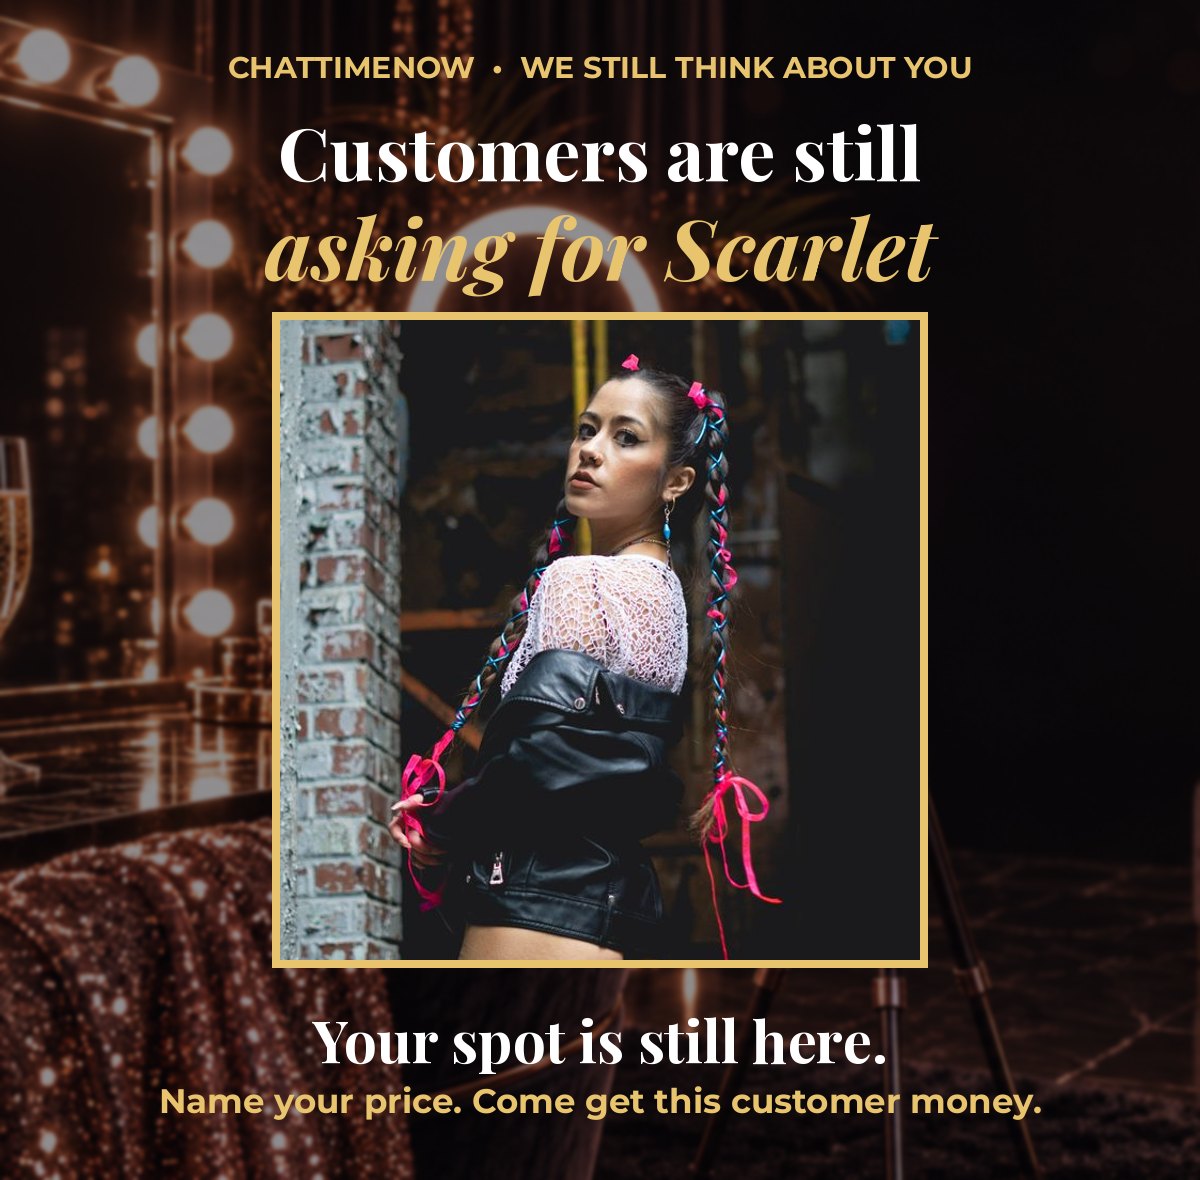 CHATTIMENOW • WE STILL THINK ABOUT YOU
Customers are still
asking for Scarlet
Your spot is still here.
Name your price. Come get this customer money.